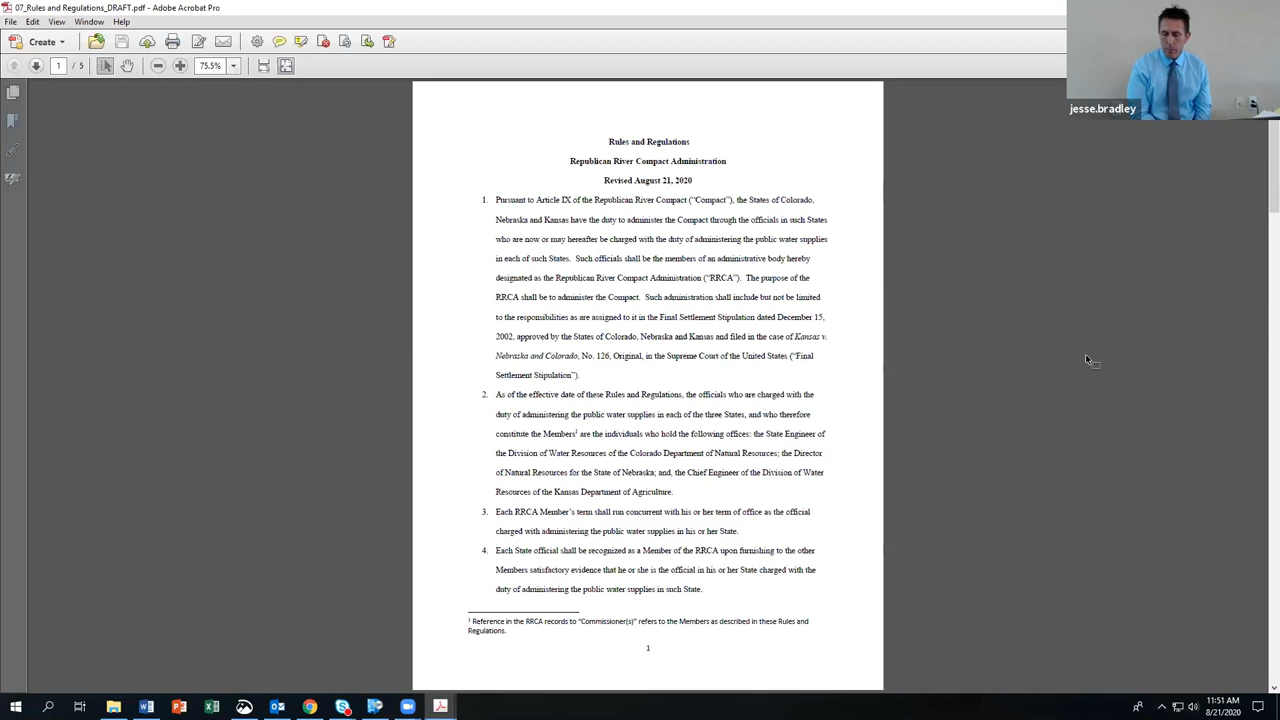 07_Rules and Regulations_DRAFT.pdf - Adobe Acrobat Pro
File Edit View Window Help
Create
1 / 5 75.5%
jesse.bradley
Rules and Regulations
Republican River Compact Administration
Revised August 21, 2020
1. Pursuant to Article IX of the Republican River Compact (“Compact”), the States of Colorado,
Nebraska and Kansas have the duty to administer the Compact through the officials in such States
who are now or may hereafter be charged with the duty of administering the public water supplies
in each of such States. Such officials shall be the members of an administrative body hereby
designated as the Republican River Compact Administration (“RRCA”). The purpose of the
RRCA shall be to administer the Compact. Such administration shall include but not be limited
to the responsibilities as are assigned to it in the Final Settlement Stipulation dated December 15,
2002, approved by the States of Colorado, Nebraska and Kansas and filed in the case of Kansas v.
Nebraska and Colorado, No. 126, Original, in the Supreme Court of the United States (“Final
Settlement Stipulation”).
2. As of the effective date of these Rules and Regulations, the officials who are charged with the
duty of administering the public water supplies in each of the three States, and who therefore
constitute the Members¹ are the individuals who hold the following offices: the State Engineer of
the Division of Water Resources of the Colorado Department of Natural Resources; the Director
of Natural Resources for the State of Nebraska; and, the Chief Engineer of the Division of Water
Resources of the Kansas Department of Agriculture.
3. Each RRCA Member’s term shall run concurrent with his or her term of office as the official
charged with administering the public water supplies in his or her State.
4. Each State official shall be recognized as a Member of the RRCA upon furnishing to the other
Members satisfactory evidence that he or she is the official in his or her State charged with the
duty of administering the public water supplies in such State.
¹ Reference in the RRCA records to “Commissioner(s)” refers to the Members as described in these Rules and
Regulations.
1
11:51 AM
8/21/2020